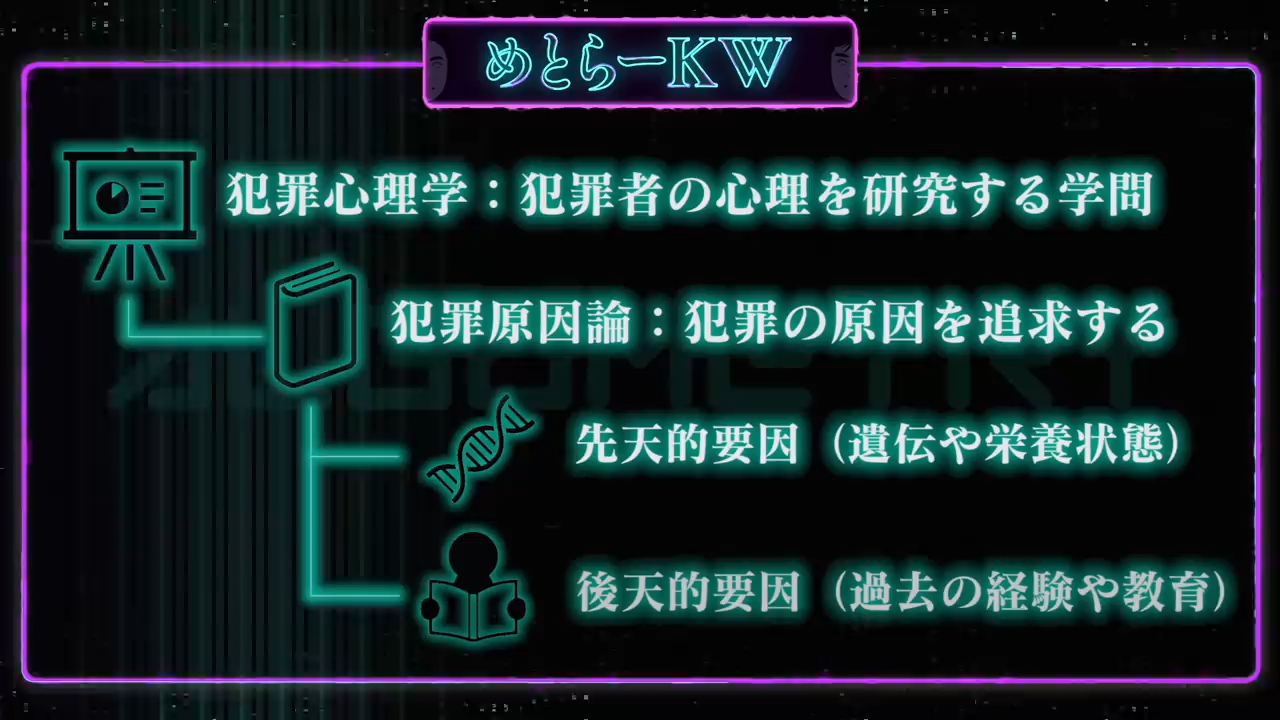 めとらーKW
犯罪心理学：犯罪者の心理を研究する学問
犯罪原因論：犯罪の原因を追求する
先天的要因（遺伝や栄養状態）
後天的要因（過去の経験や教育）